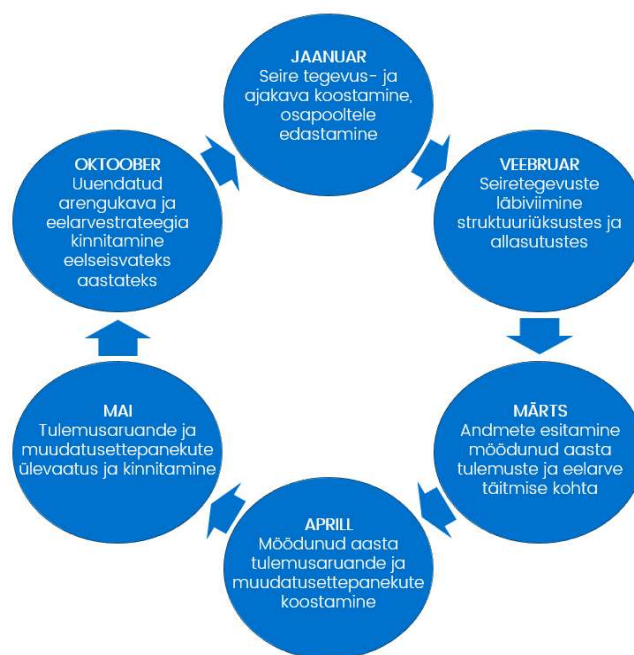 JAANUAR
Seire tegevus- ja
ajakava koostamine,
osapooltele
edastamine
VEEBRUAR
Seiretegevuste
läbiviimine
struktuuriüksustes ja
allasutustes
MÄRTS
Andmete esitamine
möödunud aasta
tulemuste ja eelarve
täitmise kohta
APRILL
Möödunud aasta
tulemusaruande ja
muudatusettepanekute
koostamine
MAI
Tulemusaruande ja
muudatusettepanekute
ülevaatus ja kinnitamine
OKTOOBER
Uuendatud
arengukava ja
eelarvestrateegia
kinnitamine
eelseisvateks
aastateks